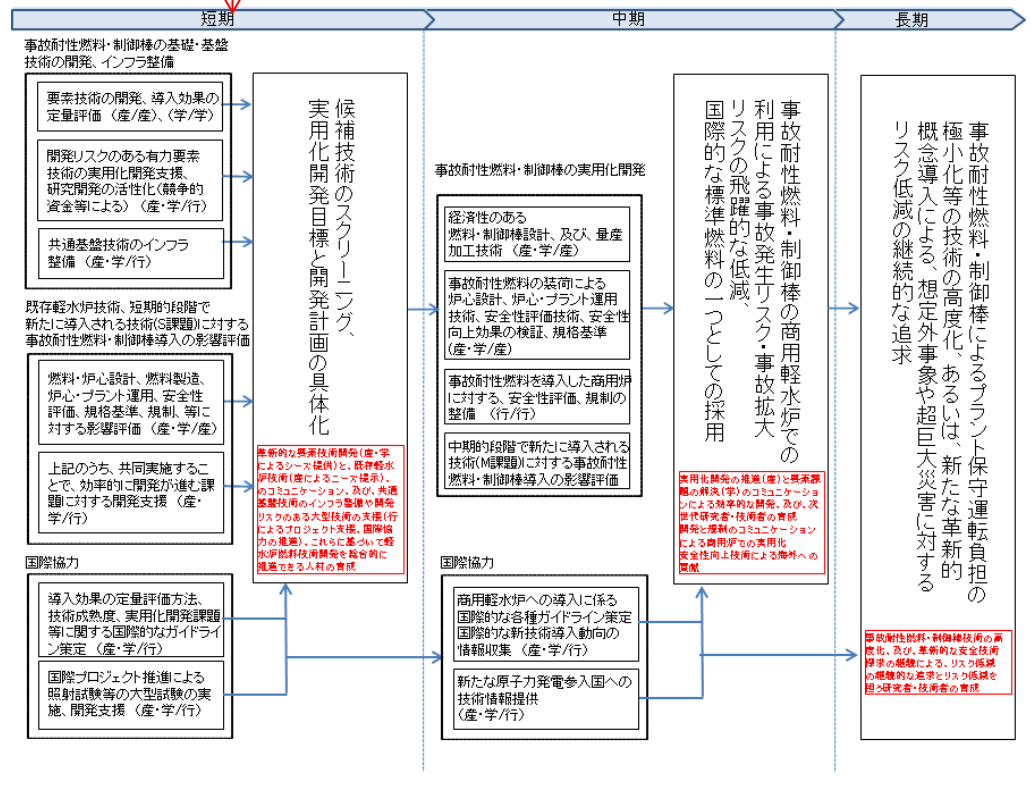 短期
中期
長期
事故耐性燃料・制御棒の基礎・基盤
技術の開発、インフラ整備
要素技術の開発、導入効果の
定量評価（産/産）、（学/学）
開発リスクのある有力要素
技術の実用化開発支援、
研究開発の活性化（競争的
資金等による）（産・学/行）
共通基盤技術のインフラ
整備（産・学/行）
既存軽水炉技術、短期的段階で
新たに導入される技術（S課題）に対する
事故耐性燃料・制御棒導入の影響評価
燃料・炉心設計、燃料製造、
炉心・プラント運用、安全性
評価、規格基準、規制、等に
対する影響評価（産・学/産）
上記のうち、共同実施するこ
とで、効率的に開発が進む課
題に対する開発支援（産・
学/行）
国際協力
導入効果の定量評価方法、
技術成熟度、実用化開発課題
等に関する国際的なガイドライ
ン策定（産・学/行）
国際プロジェクト推進による
照射試験等の大型試験の実
施、開発支援（産・学/行）
候補技術のスクリーニング、
実用化開発目標と開発計画の具体化
革新的な要素技術開発（産・学
によるシーズ提供）と、既存軽水
炉技術（産によるニーズ提示）、
のコミュニケーション、及び、共通
基盤技術のインフラ整備や開発
リスクのある大型技術の支援（行
によるプロジェクト支援、国際協
力の推進）、これらに基づいて軽
水炉燃料技術開発を総合的に
推進できる人材の育成
事故耐性燃料・制御棒の実用化開発
経済性のある
燃料・制御棒設計、及び、量産
加工技術（産・学/産）
事故耐性燃料の装荷による
炉心設計、炉心・プラント運用
技術、安全性評価技術、安全性
向上効果の検証、規格基準
（産・学/産）
事故耐性燃料を導入した商用炉
に対する、安全性評価、規制の
整備（行/行）
中期的段階で新たに導入される
技術（M課題）に対する事故耐性
燃料・制御棒導入の影響評価
国際協力
商用軽水炉への導入に係る
国際的な各種ガイドライン策定
国際的な新技術導入動向の
情報収集（産・学/行）
新たな原子力発電参入国への
技術情報提供
（産・学/行）
事故耐性燃料・制御棒の商用軽水炉での
利用による事故発生リスク・事故拡大
リスクの飛躍的な低減、
国際的な標準燃料の一つとしての採用
実用化開発の推進（産）と要素課
題の解決（学）のコミュニケーショ
ンによる効率的な開発、及び、次
世代研究者・技術者の育成
開発と規制のコミュニケーション
による商用炉での実用化
安全性向上技術による海外への
貢献
事故耐性燃料・制御棒によるプラント保守運転負担の
極小化等の技術の高度化、あるいは、新たな革新的
概念導入による、想定外事象や超巨大災害に対する
リスク低減の継続的な追求
事故耐性燃料・制御棒技術の高
度化、及び、革新的な安全技術
探求の継続による、リスク低減
の継続的な追求とリスク低減を
担う研究者・技術者の育成